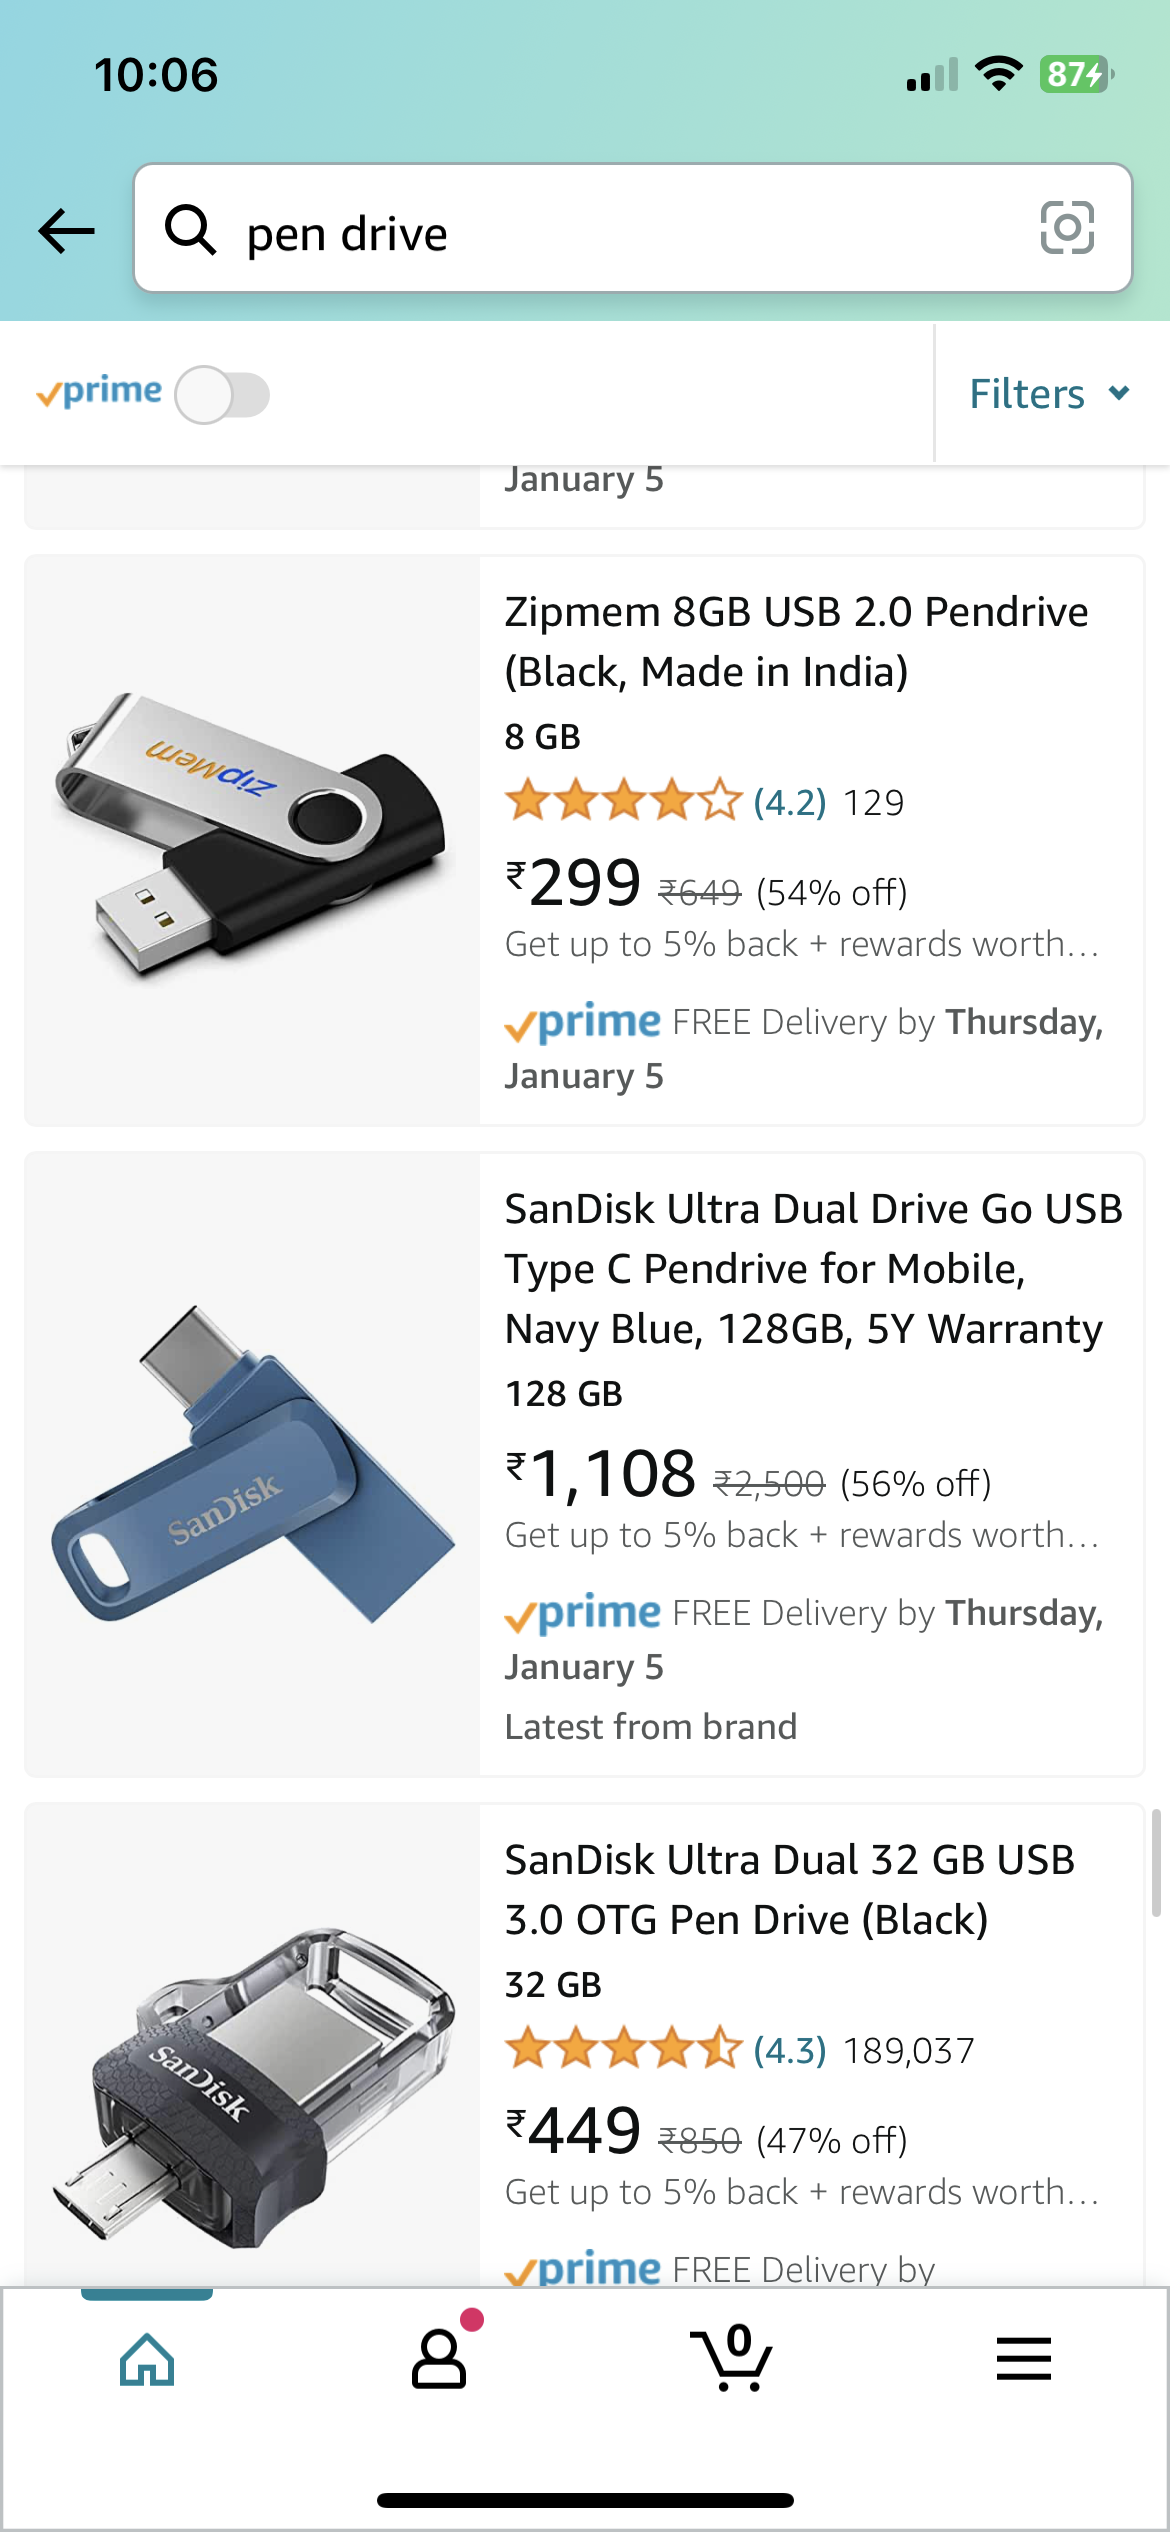 10:06
87
pen drive
prime
Filters
January 5
Zipmem 8GB USB 2.0 Pendrive
(Black, Made in India)
8 GB
(4.2) 129
₹299 ₹649 (54% off)
Get up to 5% back + rewards worth...
prime FREE Delivery by Thursday,
January 5
ZipMem
SanDisk Ultra Dual Drive Go USB
Type C Pendrive for Mobile,
Navy Blue, 128GB, 5Y Warranty
128 GB
₹1,108 ₹2,500 (56% off)
Get up to 5% back + rewards worth...
prime FREE Delivery by Thursday,
January 5
Latest from brand
SanDisk
SanDisk Ultra Dual 32 GB USB
3.0 OTG Pen Drive (Black)
32 GB
(4.3) 189,037
₹449 ₹850 (47% off)
Get up to 5% back + rewards worth...
prime FREE Delivery by
SanDisk
0